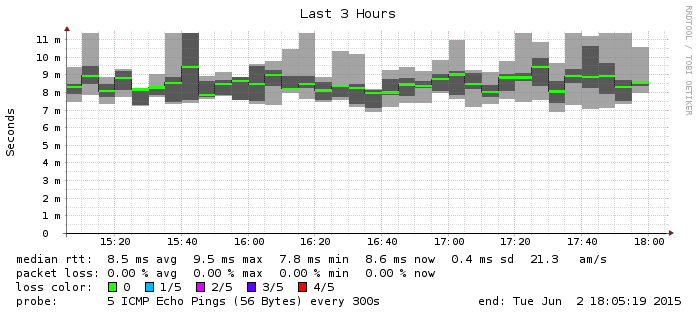 Last 3 Hours
RRDTOOL / TOBI OETIKER
Seconds
11 m
10 m
9 m
8 m
7 m
6 m
5 m
4 m
3 m
2 m
1 m
0
15:20 15:40 16:00 16:20 16:40 17:00 17:20 17:40 18:00
median rtt: 8.5 ms avg 9.5 ms max 7.8 ms min 8.6 ms now 0.4 ms sd 21.3 am/s
packet loss: 0.00 % avg 0.00 % max 0.00 % min 0.00 % now
loss color: 0 1/5 2/5 3/5 4/5
probe: 5 ICMP Echo Pings (56 Bytes) every 300s end: Tue Jun 2 18:05:19 2015